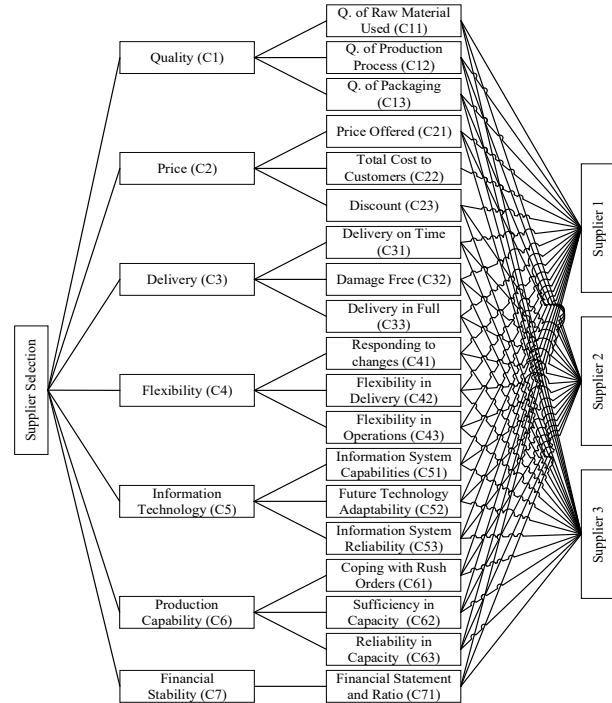 Supplier Selection
Quality (C1)
Price (C2)
Delivery (C3)
Flexibility (C4)
Information
Technology (C5)
Production
Capability (C6)
Financial
Stability (C7)
Q. of Raw Material
Used (C11)
Q. of Production
Process (C12)
Q. of Packaging
(C13)
Price Offered (C21)
Total Cost to
Customers (C22)
Discount (C23)
Delivery on Time
(C31)
Damage Free (C32)
Delivery in Full
(C33)
Responding to
changes (C41)
Flexibility in
Delivery (C42)
Flexibility in
Operations (C43)
Information System
Capabilities (C51)
Future Technology
Adaptability (C52)
Information System
Reliability (C53)
Coping with Rush
Orders (C61)
Sufficiency in
Capacity (C62)
Reliability in
Capacity (C63)
Financial Statement
and Ratio (C71)
Supplier 1
Supplier 2
Supplier 3